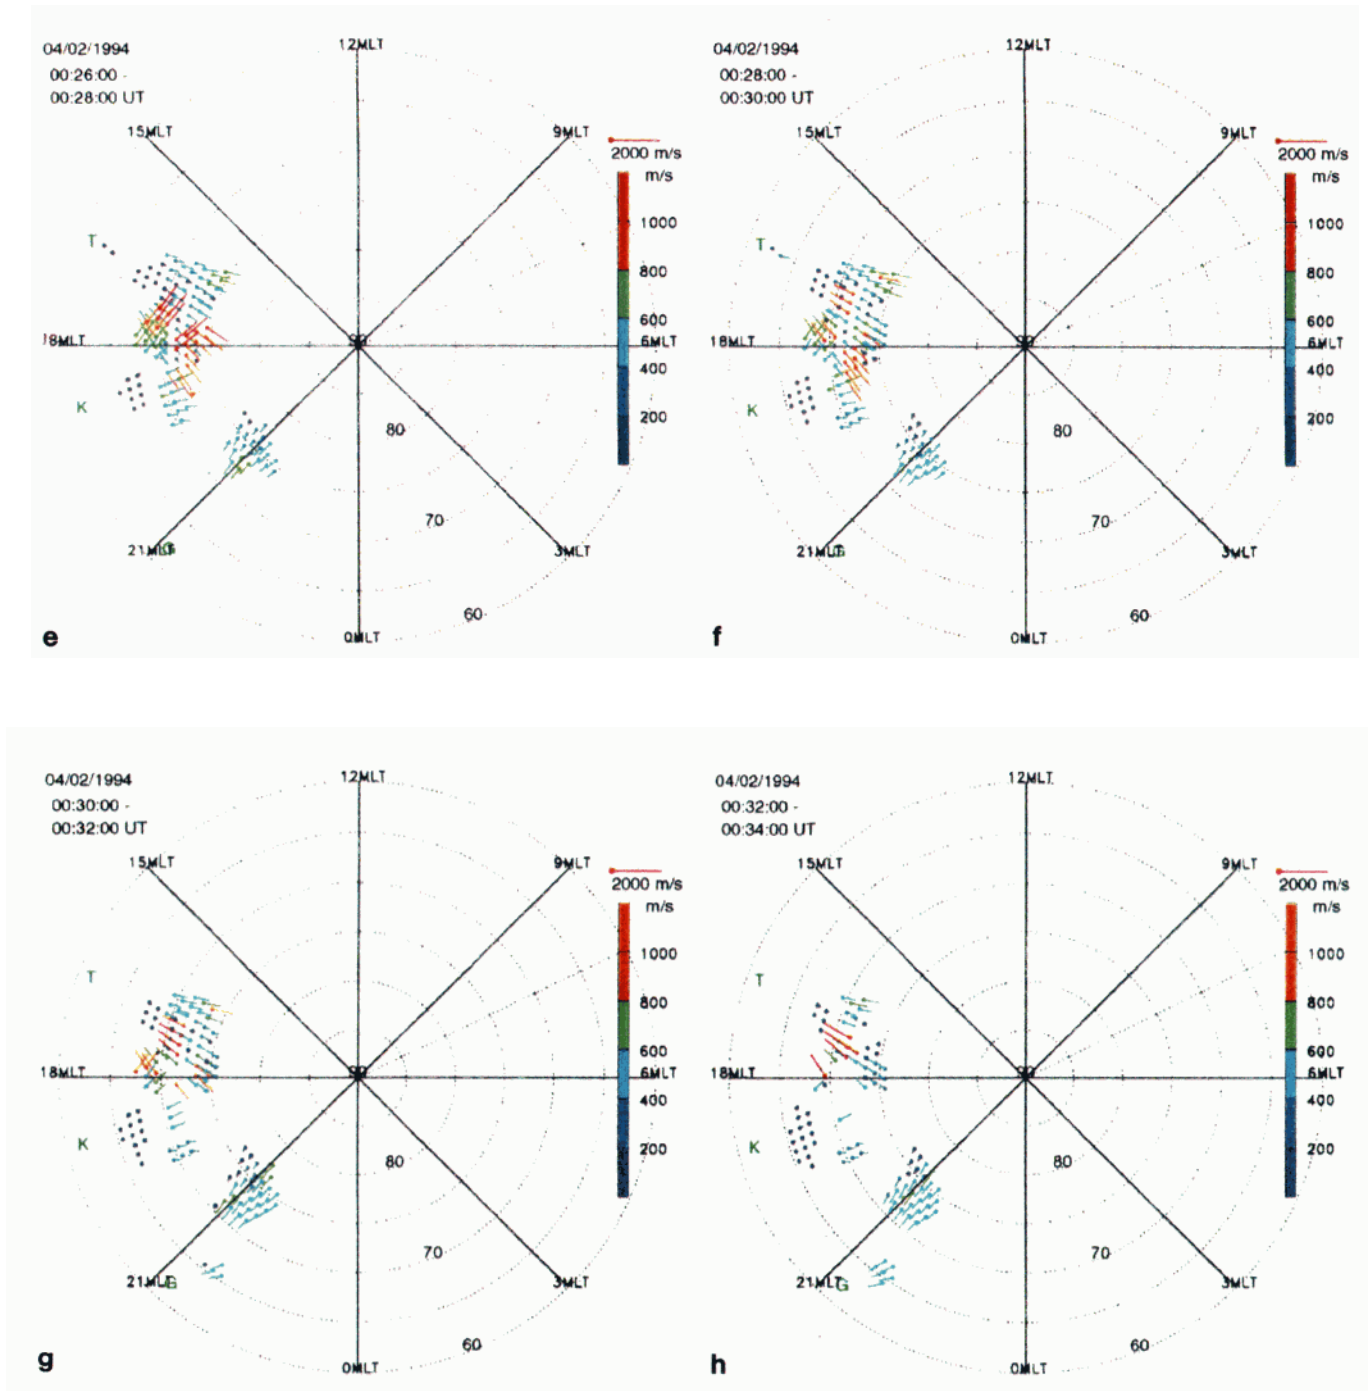 04/02/1994
00:26:00 -
00:28:00 UT
12MLT
15MLT
9MLT
2000 m/s
m/s
1000
800
600
6MLT
400
200
T
18MLT
K
80
70
21MLT
3MLT
60
0MLT
e
04/02/1994
00:28:00 -
00:30:00 UT
12MLT
15MLT
9MLT
2000 m/s
m/s
1000
800
600
6MLT
400
200
T
18MLT
K
80
70
21MLT
G
3MLT
60
0MLT
f
04/02/1994
00:30:00 -
00:32:00 UT
12MLT
15MLT
9MLT
2000 m/s
m/s
1000
800
600
6MLT
400
200
T
18MLT
K
80
70
21MLT
3MLT
60
0MLT
g
04/02/1994
00:32:00 -
00:34:00 UT
12MLT
15MLT
9MLT
2000 m/s
m/s
1000
800
600
6MLT
400
200
T
18MLT
K
80
70
21MLT
G
3MLT
60
0MLT
h